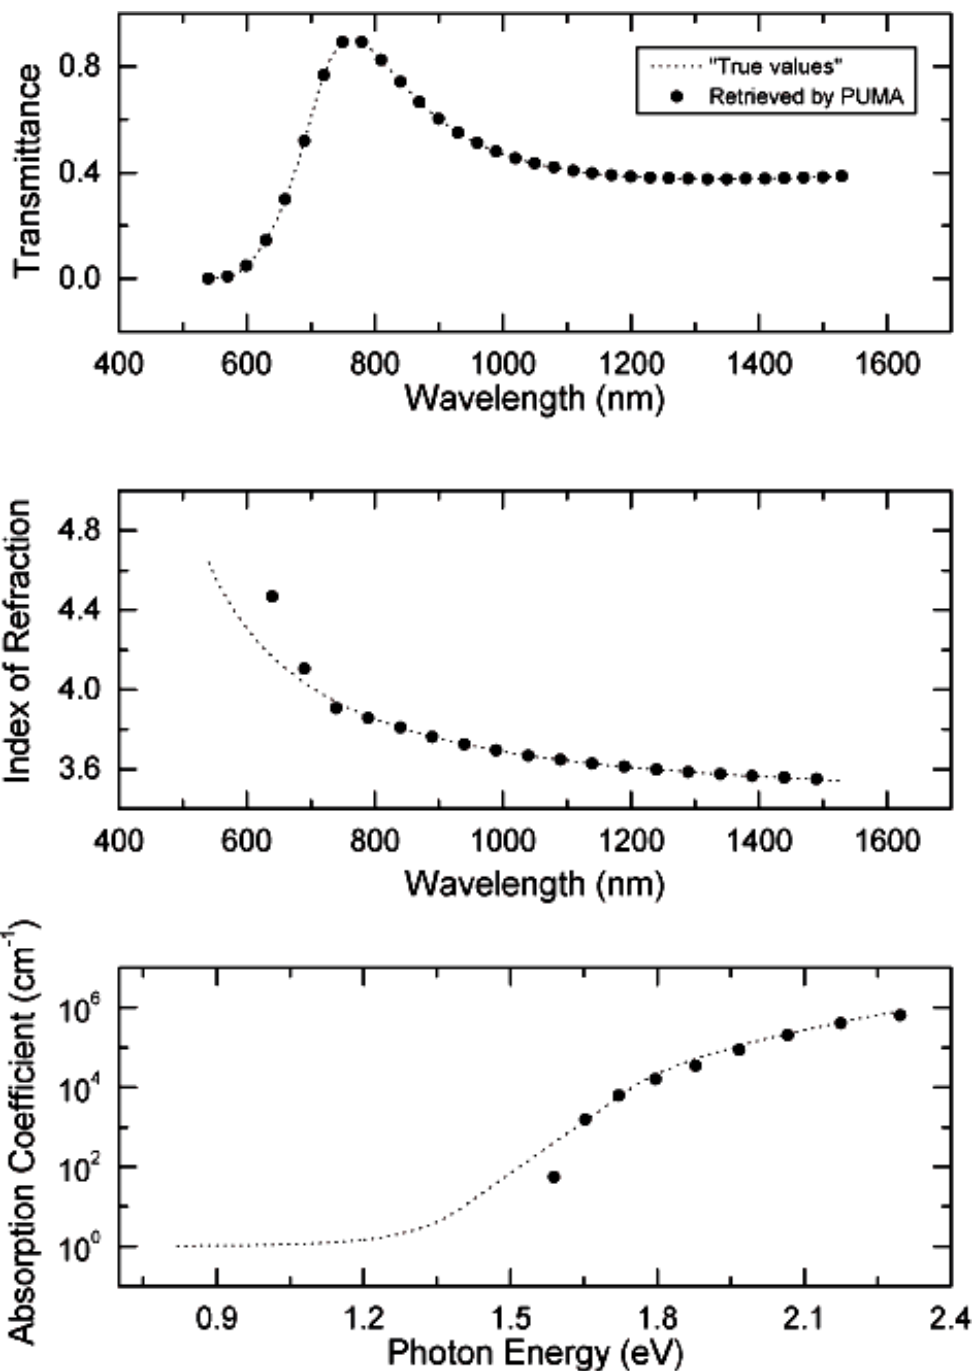 Transmittance
0.8
0.4
0.0
"True values"
Retrieved by PUMA
400 600 800 1000 1200 1400 1600
Wavelength (nm)
Index of Refraction
4.8
4.4
4.0
3.6
400 600 800 1000 1200 1400 1600
Wavelength (nm)
Absorption Coefficient (cm⁻¹)
10⁶
10⁴
10²
10⁰
0.9 1.2 1.5 1.8 2.1 2.4
Photon Energy (eV)